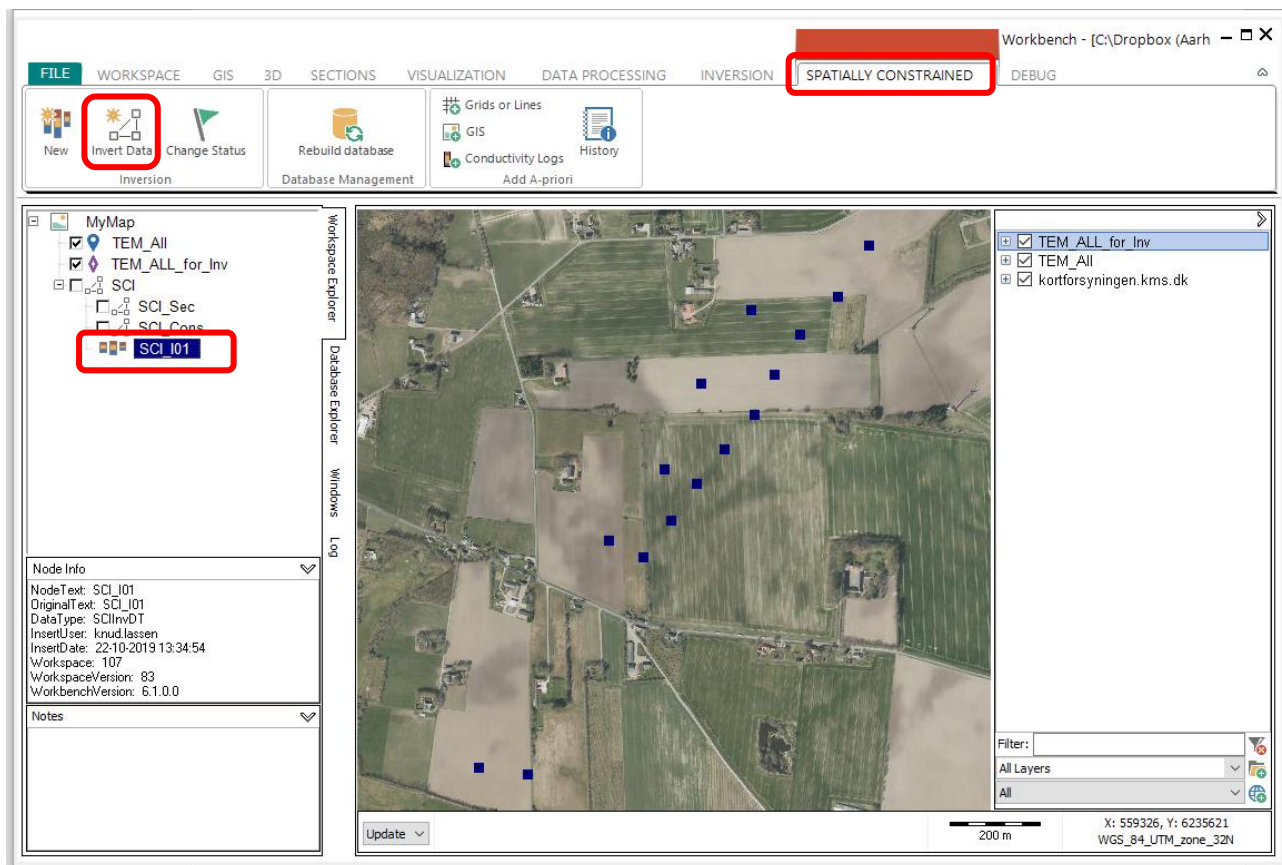 Workbench - [C:\Dropbox (Aarh
FILE WORKSPACE GIS 3D SECTIONS VISUALIZATION DATA PROCESSING INVERSION SPATIALLY CONSTRAINED DEBUG
New
Invert Data
Change Status
Inversion
Rebuild database
Database Management
Grids or Lines
GIS
Conductivity Logs
History
Add A-priori
MyMap
TEM_All
TEM_ALL_for_Inv
SCI
SCI_Sec
SCI_Cons
SCI_I01
Workspace Explorer
Database Explorer
Windows
Log
Node Info
NodeText: SCI_I01
OriginalText: SCI_I01
DataType: SCIInvDT
InsertUser: knud.lassen
InsertDate: 22-10-2019 13:34:54
Workspace: 107
WorkspaceVersion: 83
WorkbenchVersion: 6.1.0.0
Notes
TEM_ALL_for_Inv
TEM_All
kortforsyningen.kms.dk
Filter:
All Layers
All
Update
200 m
X: 559326, Y: 6235621
WGS_84_UTM_zone_32N